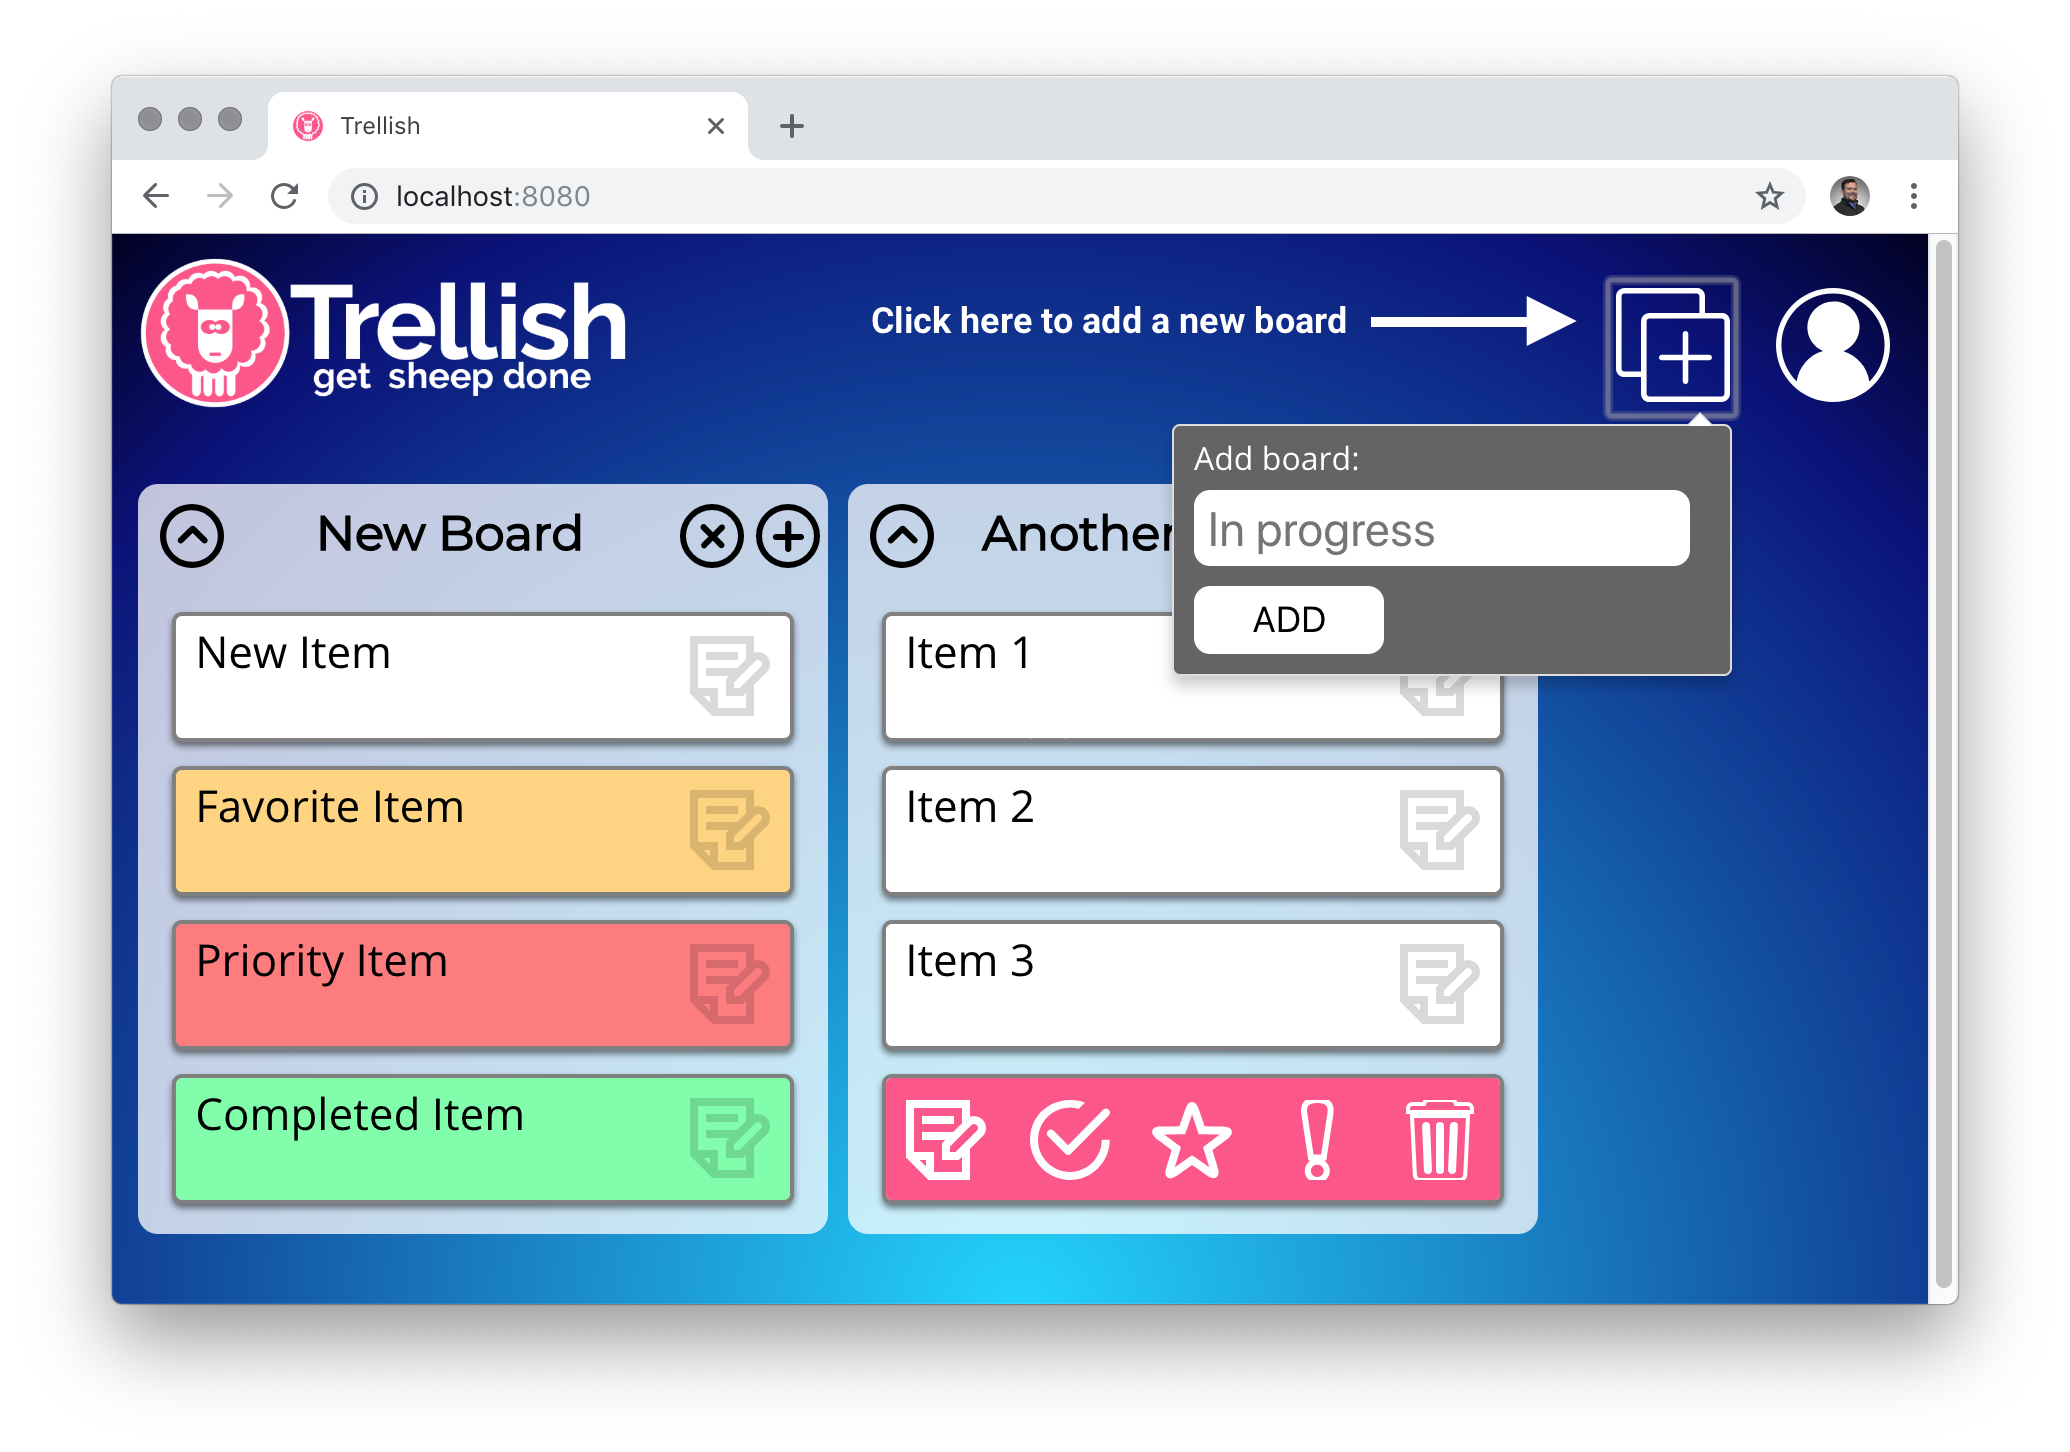 Trellish
localhost:8080
Trellish
get sheep done
Click here to add a new board
Add board:
In progress
ADD
New Board
New Item
Favorite Item
Priority Item
Completed Item
Another
Item 1
Item 2
Item 3